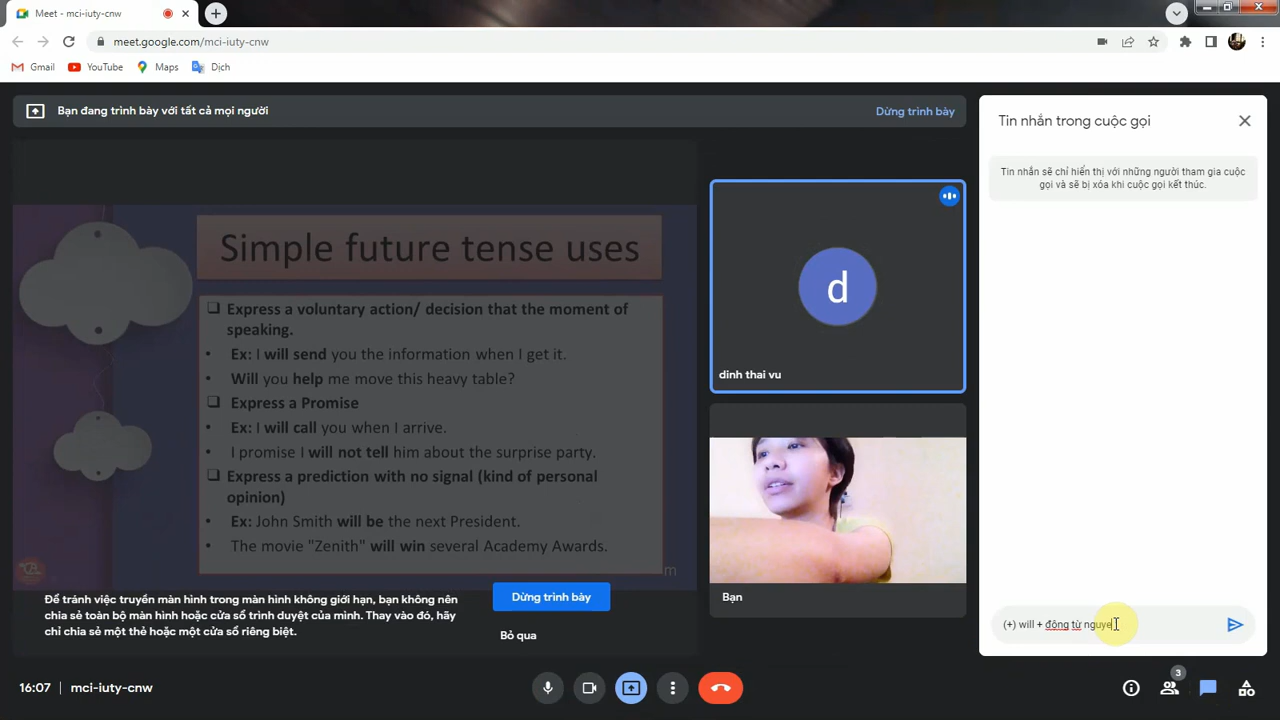 Meet - mci-iuty-cnw
meet.google.com/mci-iuty-cnw
Gmail
YouTube
Maps
Dịch
Bạn đang trình bày với tất cả mọi người
Dừng trình bày
Simple future tense uses
Express a voluntary action/ decision that the moment of
speaking.
Ex: I will send you the information when I get it.
Will you help me move this heavy table?
Express a Promise
Ex: I will call you when I arrive.
I promise I will not tell him about the surprise party.
Express a prediction with no signal (kind of personal
opinion)
Ex: John Smith will be the next President.
The movie "Zenith" will win several Academy Awards.
m
Để tránh việc truyền màn hình trong màn hình không giới hạn, bạn không nên
chia sẻ toàn bộ màn hình hoặc cửa sổ trình duyệt của mình. Thay vào đó, hãy
chỉ chia sẻ một thẻ hoặc một cửa sổ riêng biệt.
Dừng trình bày
Bỏ qua
d
dinh thai vu
Bạn
Tin nhắn trong cuộc gọi
Tin nhắn sẽ chỉ hiển thị với những người tham gia cuộc
gọi và sẽ bị xóa khi cuộc gọi kết thúc.
(+) will + động từ nguye
16:07 | mci-iuty-cnw
3